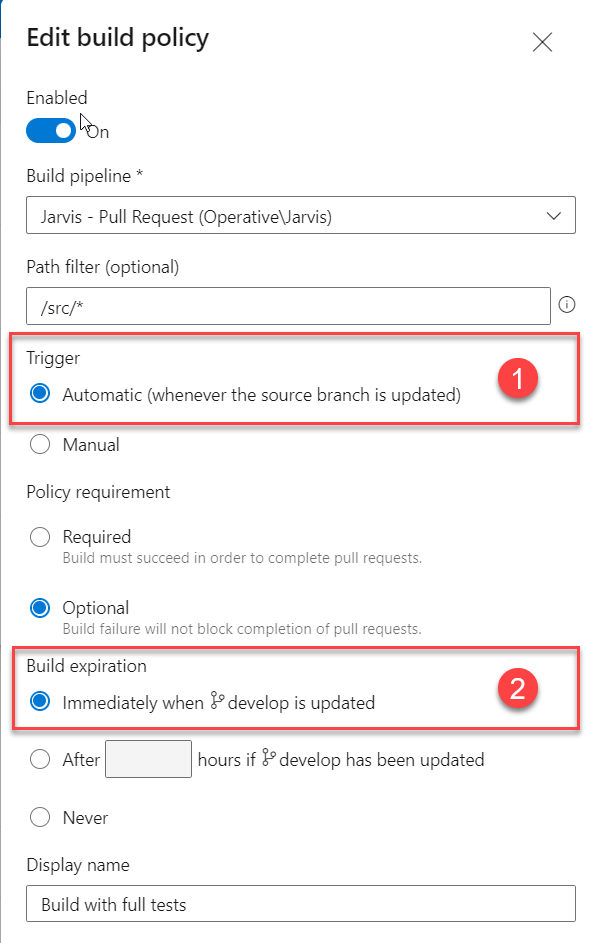 Edit build policy
Enabled
On
Build pipeline *
Jarvis - Pull Request (Operative\Jarvis)
Path filter (optional)
/src/*
Trigger
1
Automatic (whenever the source branch is updated)
Manual
Policy requirement
Required
Build must succeed in order to complete pull requests.
Optional
Build failure will not block completion of pull requests.
Build expiration
2
Immediately when develop is updated
After hours if develop has been updated
Never
Display name
Build with full tests